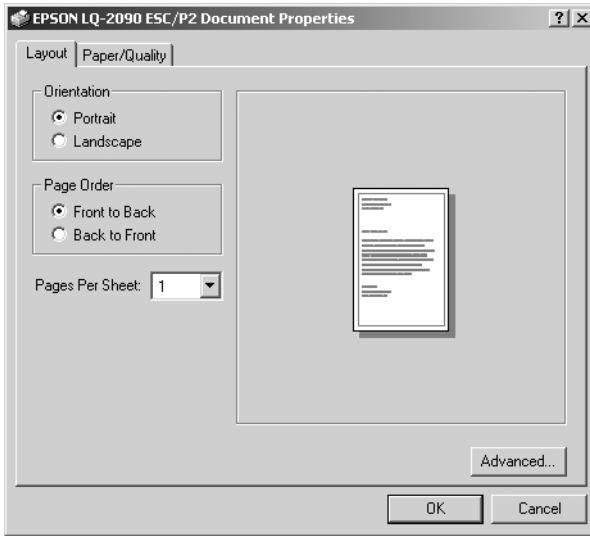 EPSON LQ-2090 ESC/P2 Document Properties
Layout
Paper/Quality
Orientation
Portrait
Landscape
Page Order
Front to Back
Back to Front
Pages Per Sheet: 1
Advanced...
OK
Cancel